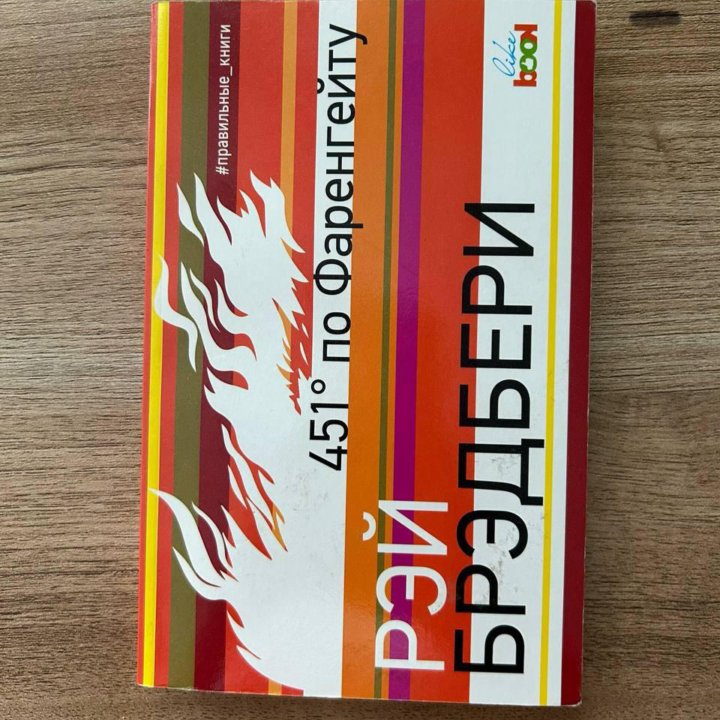 #правильные_книги
451° по Фаренгейту
РЭЙ
БРЭДБЕРИ
like
book